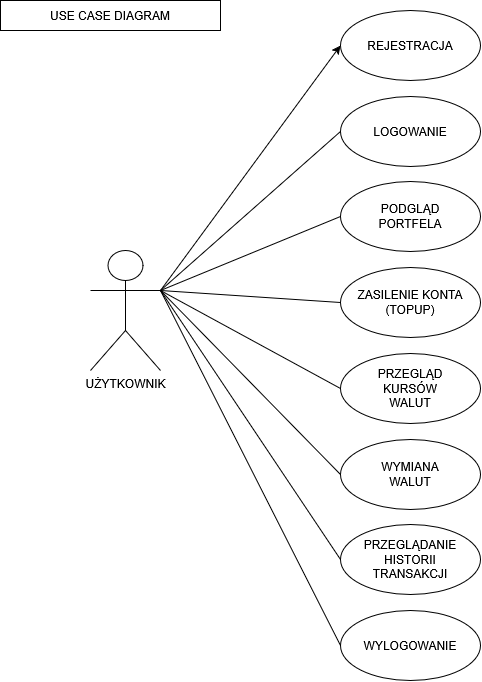 USE CASE DIAGRAM
REJESTRACJA
LOGOWANIE
PODGLĄD
PORTFELA
ZASILENIE KONTA
(TOPUP)
PRZEGLĄD
KURSÓW
WALUT
WYMIANA
WALUT
PRZEGLĄDANIE
HISTORII
TRANSAKCJI
WYLOGOWANIE
UŻYTKOWNIK